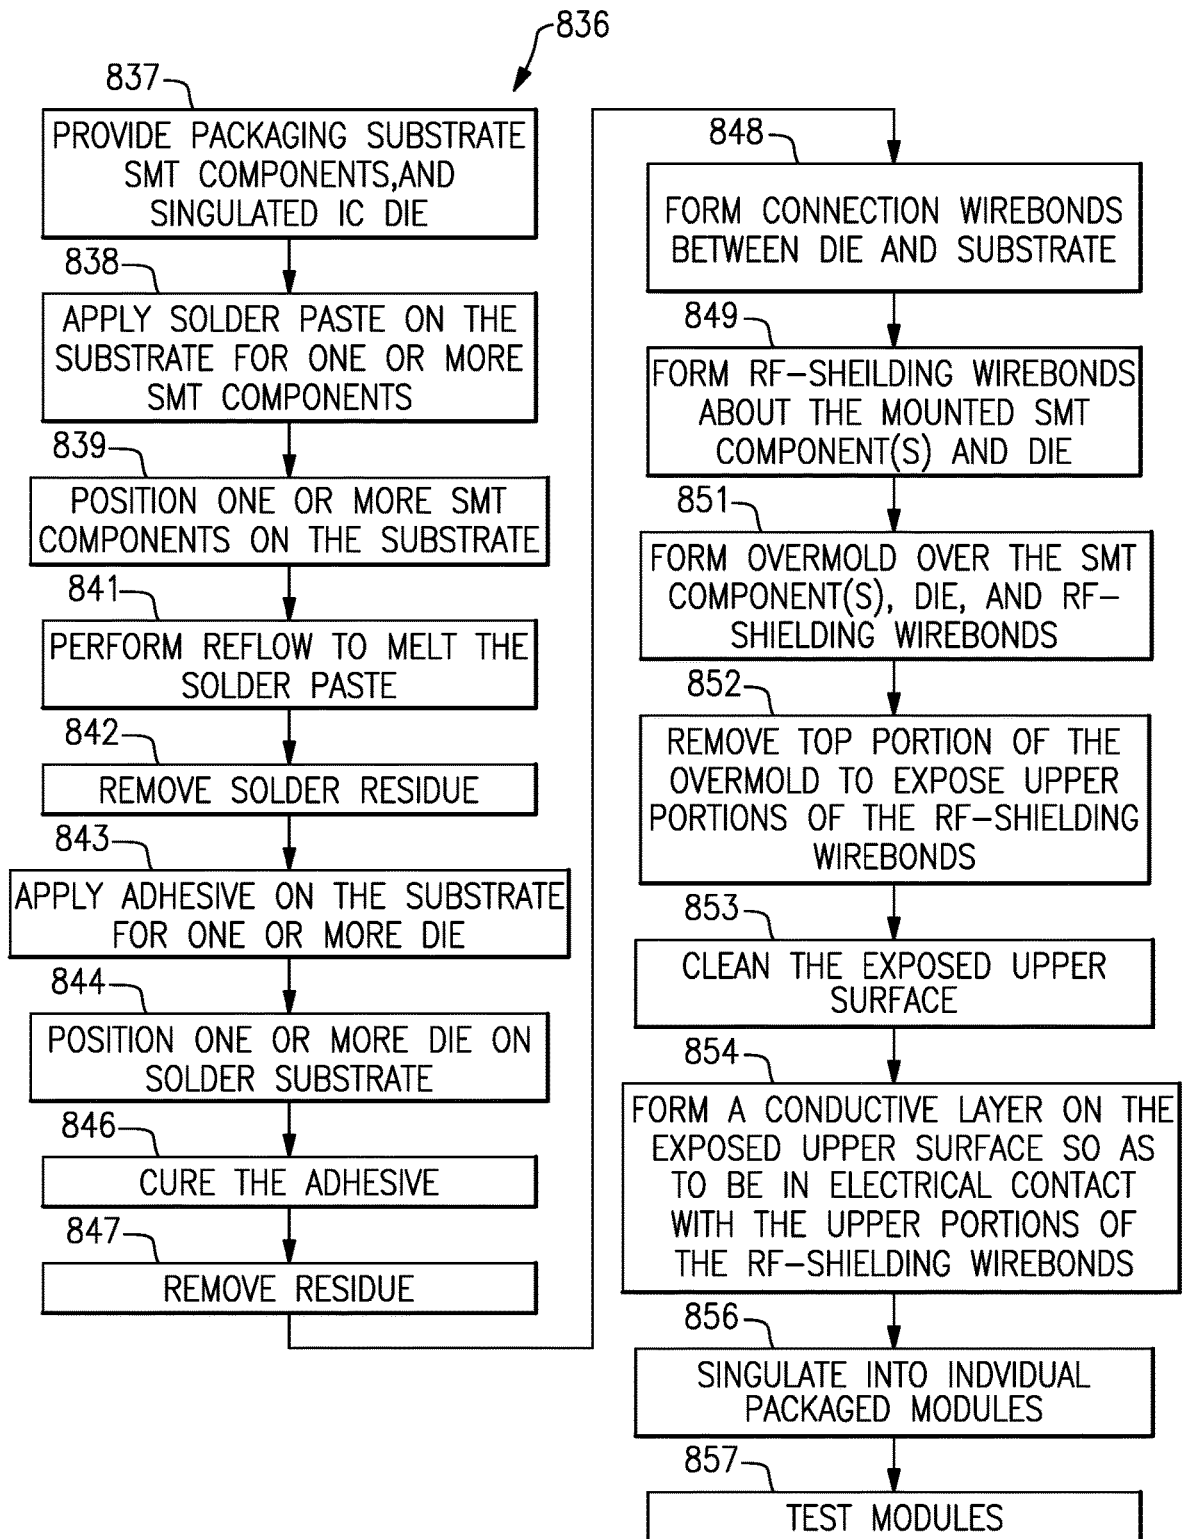 836
837
PROVIDE PACKAGING SUBSTRATE
SMT COMPONENTS,AND
SINGULATED IC DIE
838
APPLY SOLDER PASTE ON THE
SUBSTRATE FOR ONE OR MORE
SMT COMPONENTS
839
POSITION ONE OR MORE SMT
COMPONENTS ON THE SUBSTRATE
841
PERFORM REFLOW TO MELT THE
SOLDER PASTE
842
REMOVE SOLDER RESIDUE
843
APPLY ADHESIVE ON THE SUBSTRATE
FOR ONE OR MORE DIE
844
POSITION ONE OR MORE DIE ON
SOLDER SUBSTRATE
846
CURE THE ADHESIVE
847
REMOVE RESIDUE
848
FORM CONNECTION WIREBONDS
BETWEEN DIE AND SUBSTRATE
849
FORM RF-SHEILDING WIREBONDS
ABOUT THE MOUNTED SMT
COMPONENT(S) AND DIE
851
FORM OVERMOLD OVER THE SMT
COMPONENT(S), DIE, AND RF-
SHIELDING WIREBONDS
852
REMOVE TOP PORTION OF THE
OVERMOLD TO EXPOSE UPPER
PORTIONS OF THE RF-SHIELDING
WIREBONDS
853
CLEAN THE EXPOSED UPPER
SURFACE
854
FORM A CONDUCTIVE LAYER ON THE
EXPOSED UPPER SURFACE SO AS
TO BE IN ELECTRICAL CONTACT
WITH THE UPPER PORTIONS OF
THE RF-SHIELDING WIREBONDS
856
SINGULATE INTO INDVIDUAL
PACKAGED MODULES
857
TEST MODULES